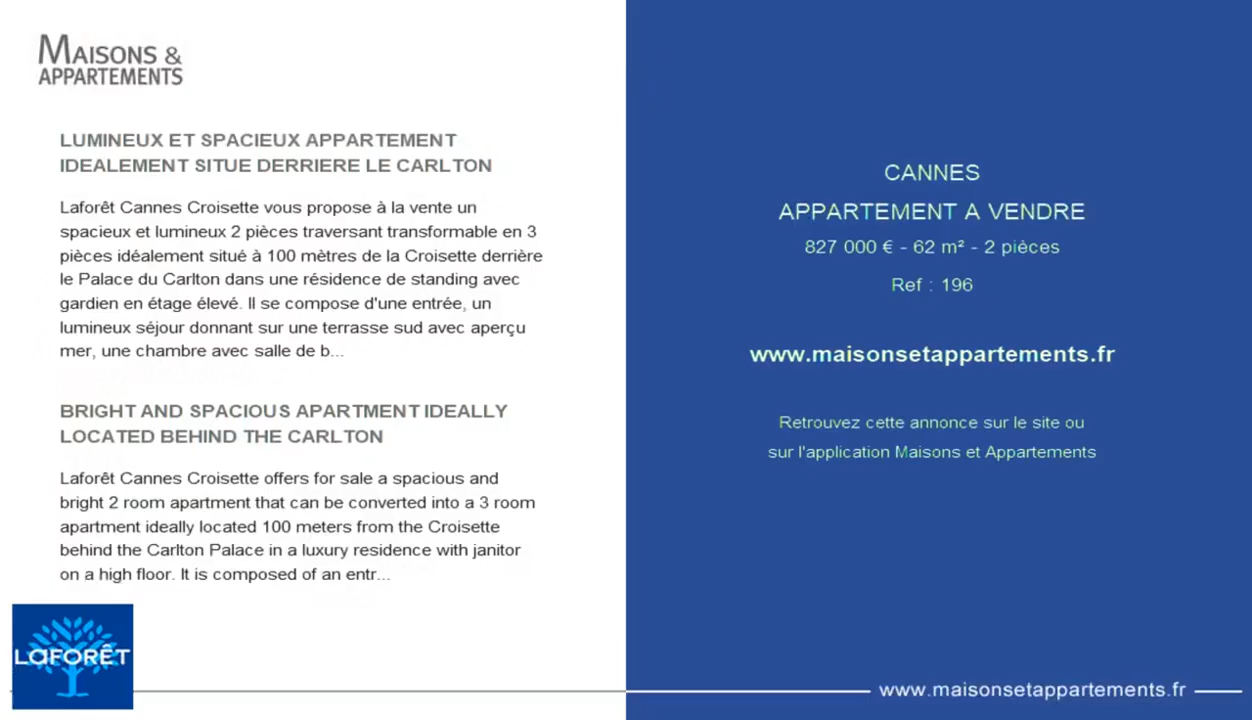 MAISONS &
APPARTEMENTS
LUMINEUX ET SPACIEUX APPARTEMENT
IDEALEMENT SITUE DERRIERE LE CARLTON
Laforêt Cannes Croisette vous propose à la vente un
spacieux et lumineux 2 pièces traversant transformable en 3
pièces idéalement situé à 100 mètres de la Croisette derrière
le Palace du Carlton dans une résidence de standing avec
gardien en étage élevé. Il se compose d'une entrée, un
lumineux séjour donnant sur une terrasse sud avec aperçu
mer, une chambre avec salle de b...
BRIGHT AND SPACIOUS APARTMENT IDEALLY
LOCATED BEHIND THE CARLTON
Laforêt Cannes Croisette offers for sale a spacious and
bright 2 room apartment that can be converted into a 3 room
apartment ideally located 100 meters from the Croisette
behind the Carlton Palace in a luxury residence with janitor
on a high floor. It is composed of an entr...
LAFORÊT
CANNES
APPARTEMENT A VENDRE
827 000 € - 62 m² - 2 pièces
Ref : 196
www.maisonsetappartements.fr
Retrouvez cette annonce sur le site ou
sur l'application Maisons et Appartements
www.maisonsetappartements.fr